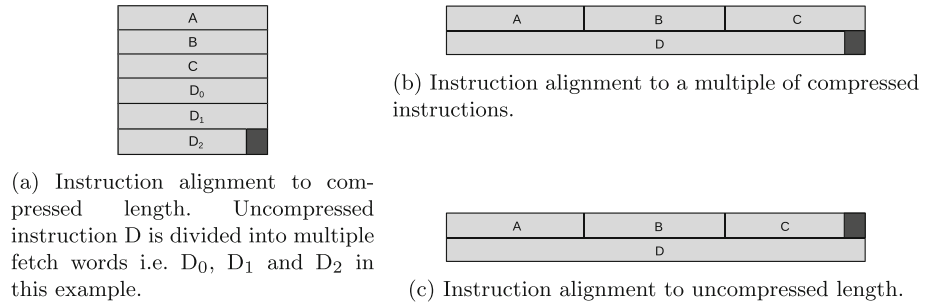 A
B
C
D0
D1
D2
(a) Instruction alignment to com-
pressed length. Uncompressed
instruction D is divided into multiple
fetch words i.e. D0, D1 and D2 in
this example.
A B C
D
(b) Instruction alignment to a multiple of compressed
instructions.
A B C
D
(c) Instruction alignment to uncompressed length.